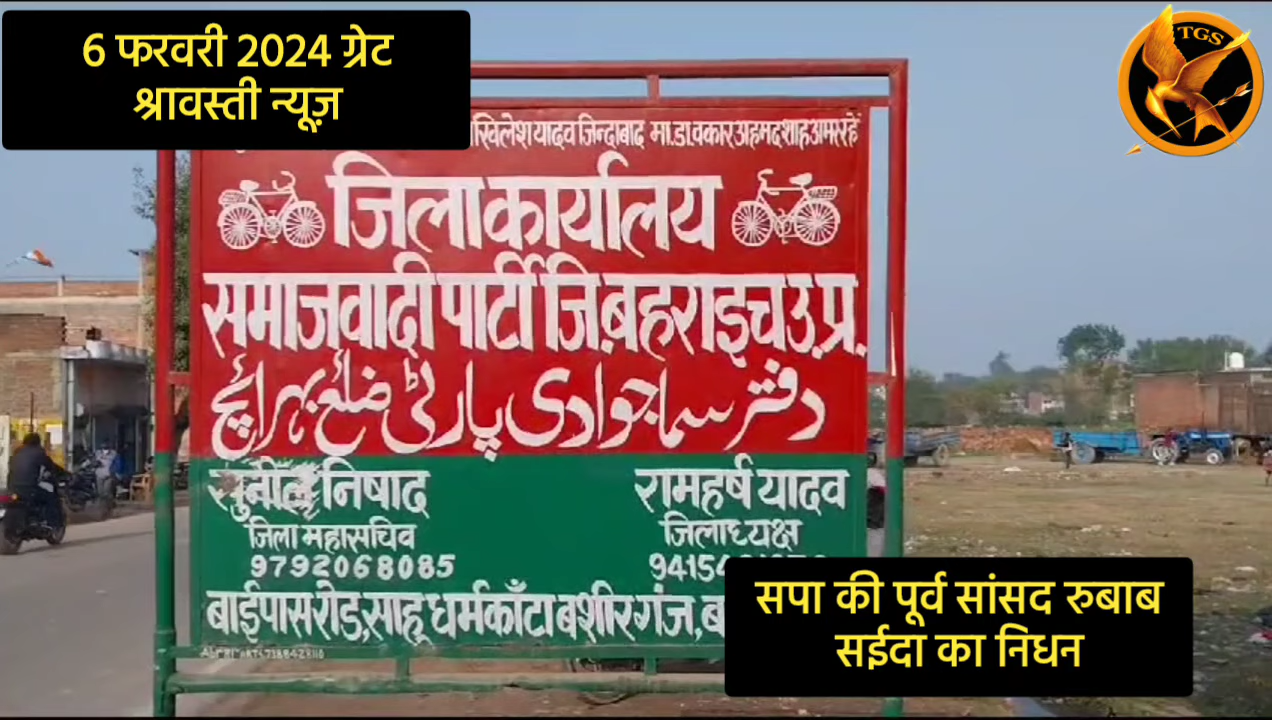 6 फरवरी 2024 ग्रेट
श्रावस्ती न्यूज़
TGS
यादव जिन्दाबाद मा.डा.वकार अहमद शाह अमर रहें
जिला कार्यालय
समाजवादी पार्टी जि.बहराइच उ.प्र.
دفتر سماجوادی پارٹی ضلع بہرائچ
सुनील निषाद
रामहर्ष यादव
जिला महासचिव
जिलाध्यक्ष
9792068085
9415
बाईपास रोड, साहू धर्मकाँटा बशीरगंज,
सपा की पूर्व सांसद रुबाब
सईदा का निधन